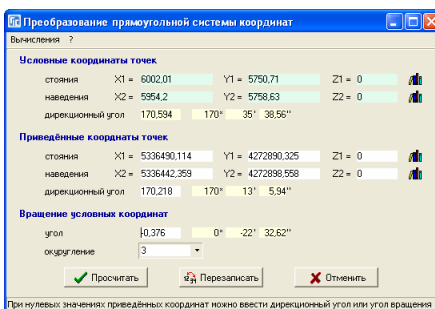 Преобразование прямоугольной системы координат
Вычисления ?
Условные координаты точек
стояния X1 = 6002,01 Y1 = 5750,71 Z1 = 0
наведения X2 = 5954,2 Y2 = 5758,63 Z2 = 0
дирекционный угол 170,594 170° 35' 38,56"
Приведённые коорднаты точек
стояния X1 = 5336490,114 Y1 = 4272890,325 Z1 = 0
наведения X2 = 5336442,359 Y2 = 4272898,558 Z2 = 0
дирекционный угол 170,218 170° 13' 5,94"
Вращение условных координат
угол -0,376 0° -22' 32,62"
окуругление 3
Просчитать Перезаписать Отменить
При нулевых значениях приведённых координат можно ввести дирекционный угол или угол вращения